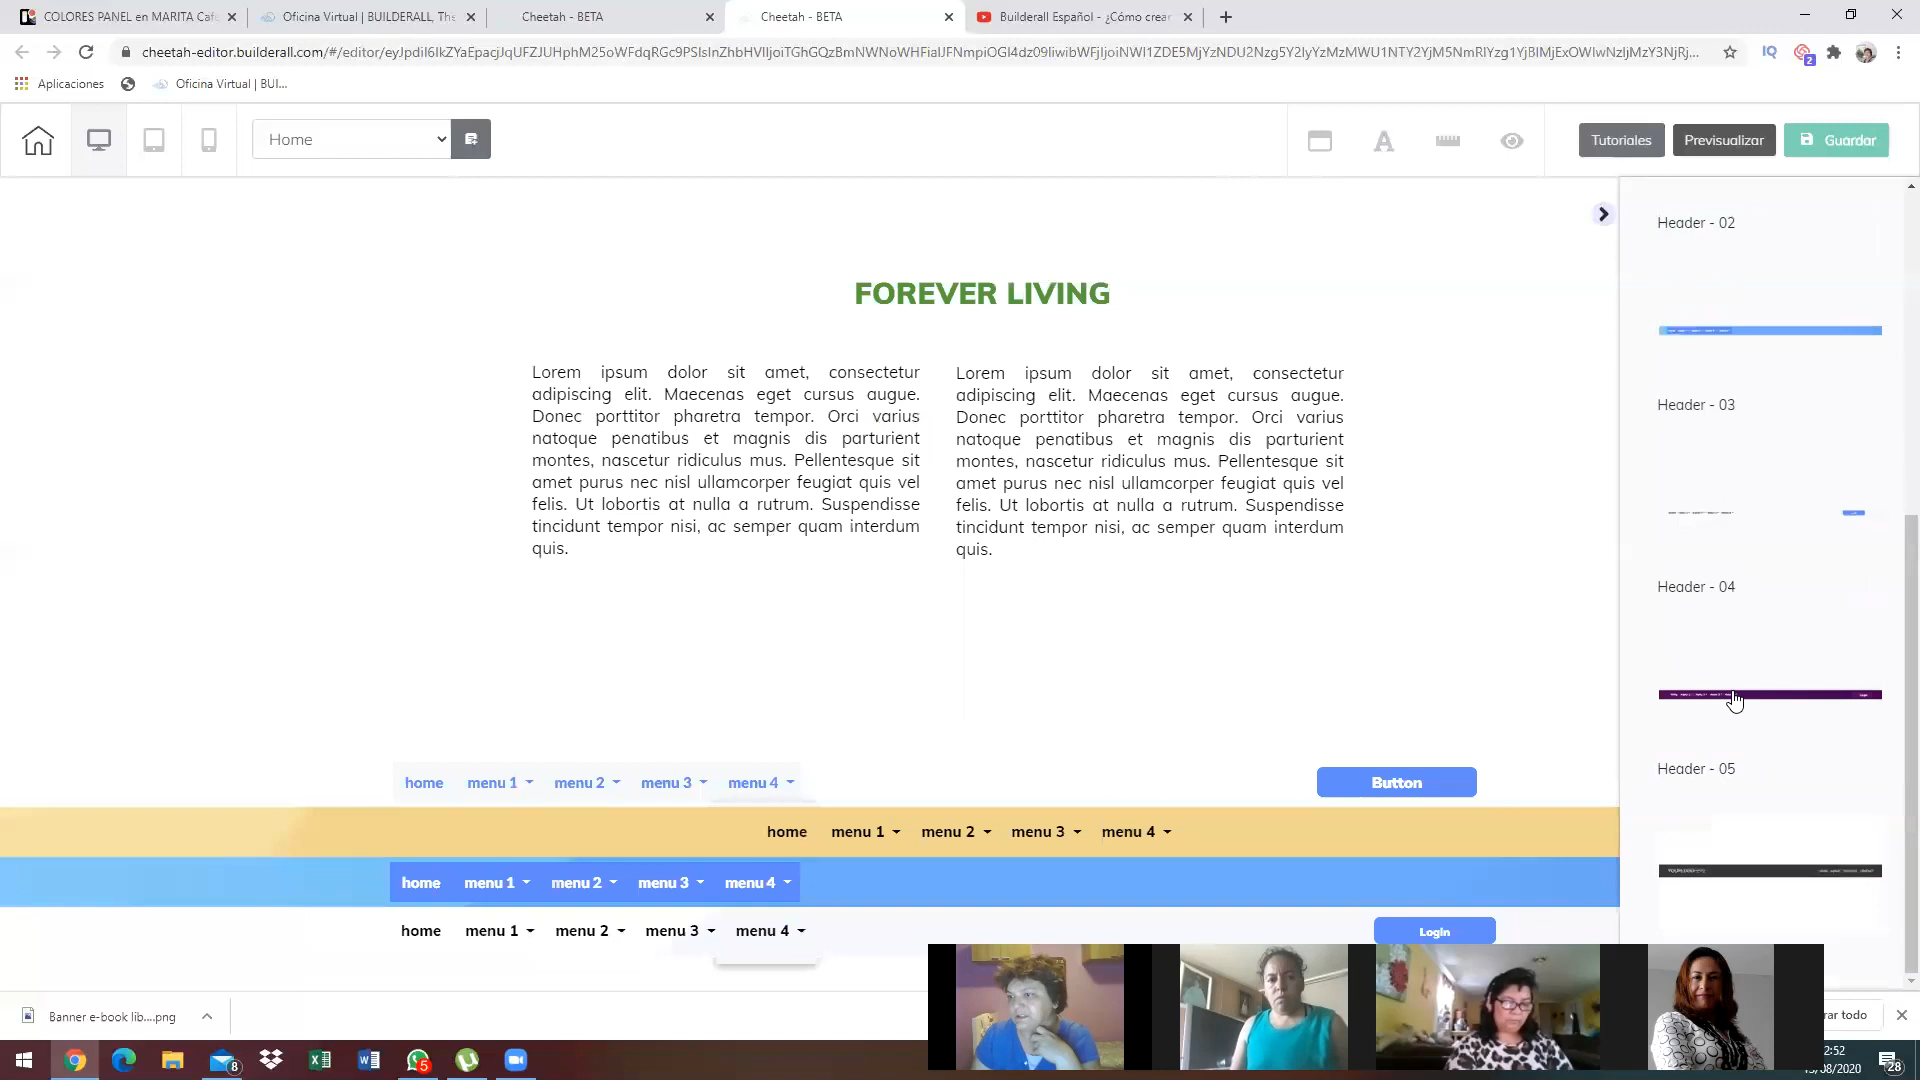 COLORES PANEL en MARITA Caf
Oficina Virtual | BUILDERALL, The
Cheetah - BETA
Cheetah - BETA
Builderall Español - ¿Cómo crear
Aplicaciones
Oficina Virtual | BUI...
Home
Tutoriales
Previsualizar
Guardar
Header - 02
FOREVER LIVING
Lorem ipsum dolor sit amet, consectetur
adipiscing elit. Maecenas eget cursus augue.
Donec porttitor pharetra tempor. Orci varius
natoque penatibus et magnis dis parturient
montes, nascetur ridiculus mus. Pellentesque sit
amet purus nec nisl ullamcorper feugiat quis vel
felis. Ut lobortis at nulla a rutrum. Suspendisse
tincidunt tempor nisi, ac semper quam interdum
quis.
Lorem ipsum dolor sit amet, consectetur
adipiscing elit. Maecenas eget cursus augue.
Donec porttitor pharetra tempor. Orci varius
natoque penatibus et magnis dis parturient
montes, nascetur ridiculus mus. Pellentesque sit
amet purus nec nisl ullamcorper feugiat quis vel
felis. Ut lobortis at nulla a rutrum. Suspendisse
tincidunt tempor nisi, ac semper quam interdum
quis.
Header - 03
Header - 04
Header - 05
home menu 1 menu 2 menu 3 menu 4 Button
home menu 1 menu 2 menu 3 menu 4
home menu 1 menu 2 menu 3 menu 4
home menu 1 menu 2 menu 3 menu 4 Login
Banner e-book lib....png
rar todo
2:52
/08/2020
IQ
2
8
5
28